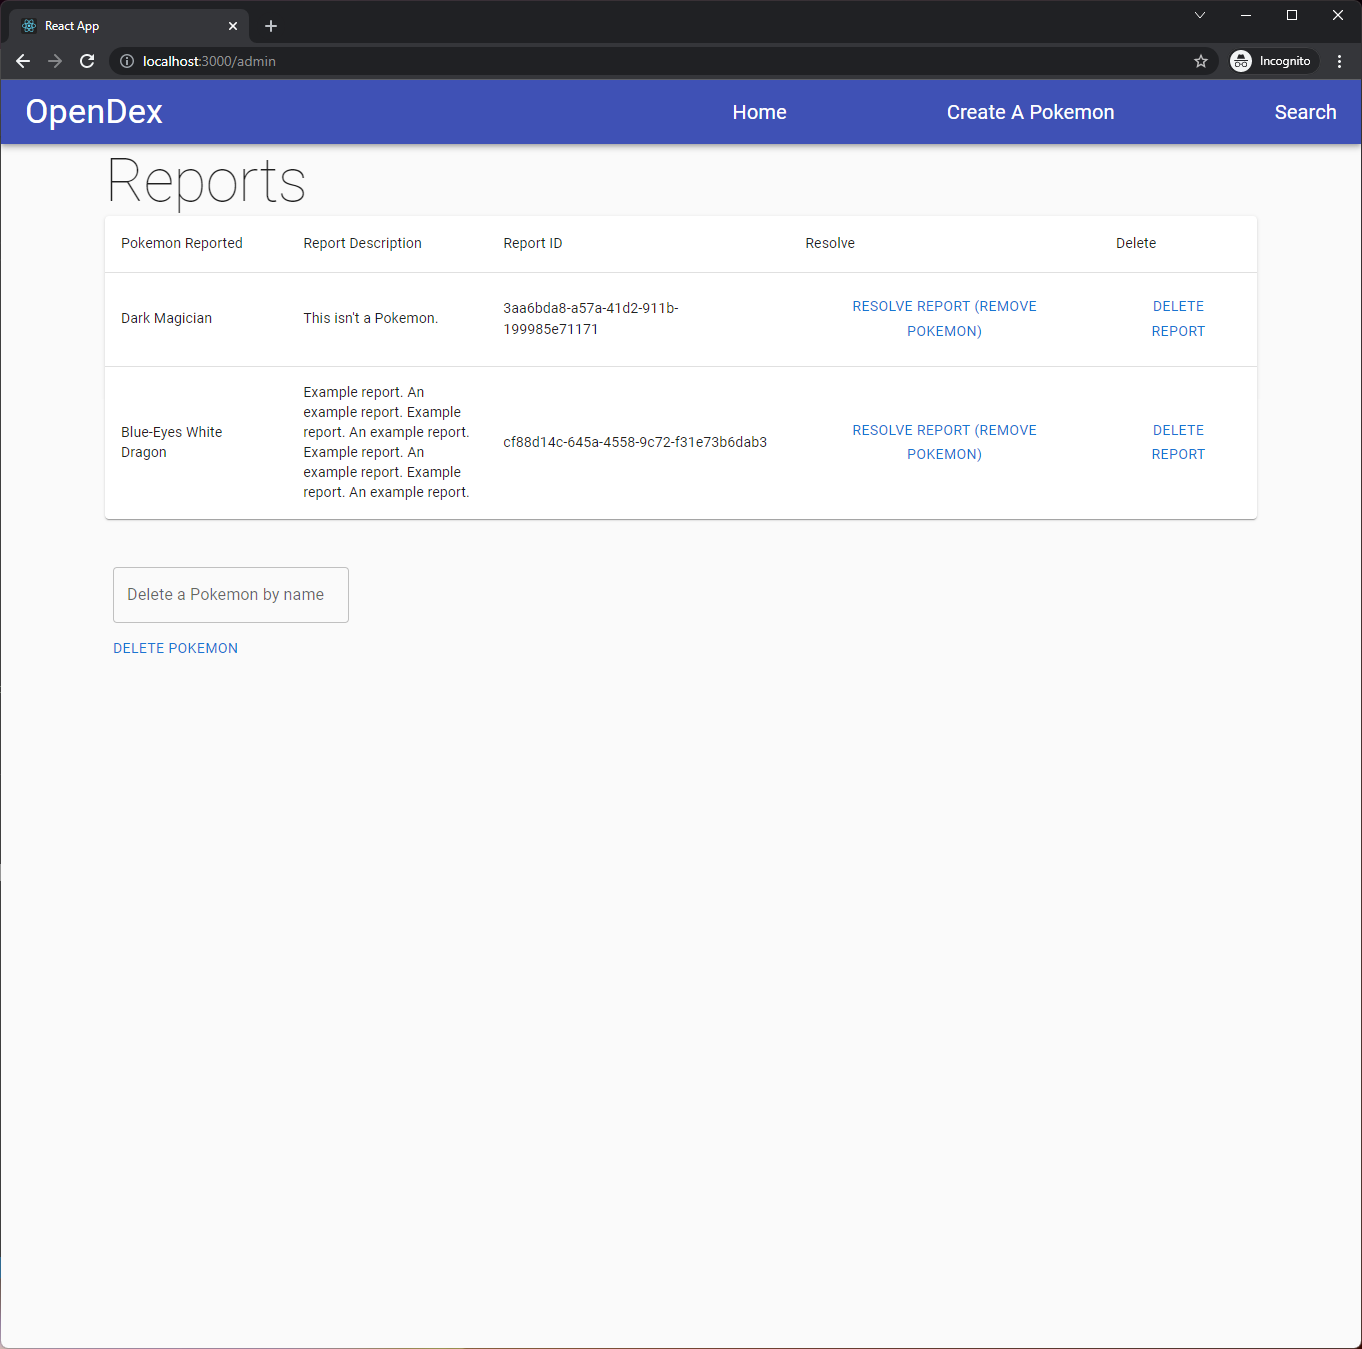 React App
localhost:3000/admin
Incognito
OpenDex
Home
Create A Pokemon
Search
Reports
Pokemon Reported
Report Description
Report ID
Resolve
Delete
Dark Magician
This isn't a Pokemon.
3aa6bda8-a57a-41d2-911b-
199985e71171
RESOLVE REPORT (REMOVE
POKEMON)
DELETE
REPORT
Blue-Eyes White
Dragon
Example report. An
example report. Example
report. An example report.
Example report. An
example report. Example
report. An example report.
cf88d14c-645a-4558-9c72-f31e73b6dab3
RESOLVE REPORT (REMOVE
POKEMON)
DELETE
REPORT
Delete a Pokemon by name
DELETE POKEMON